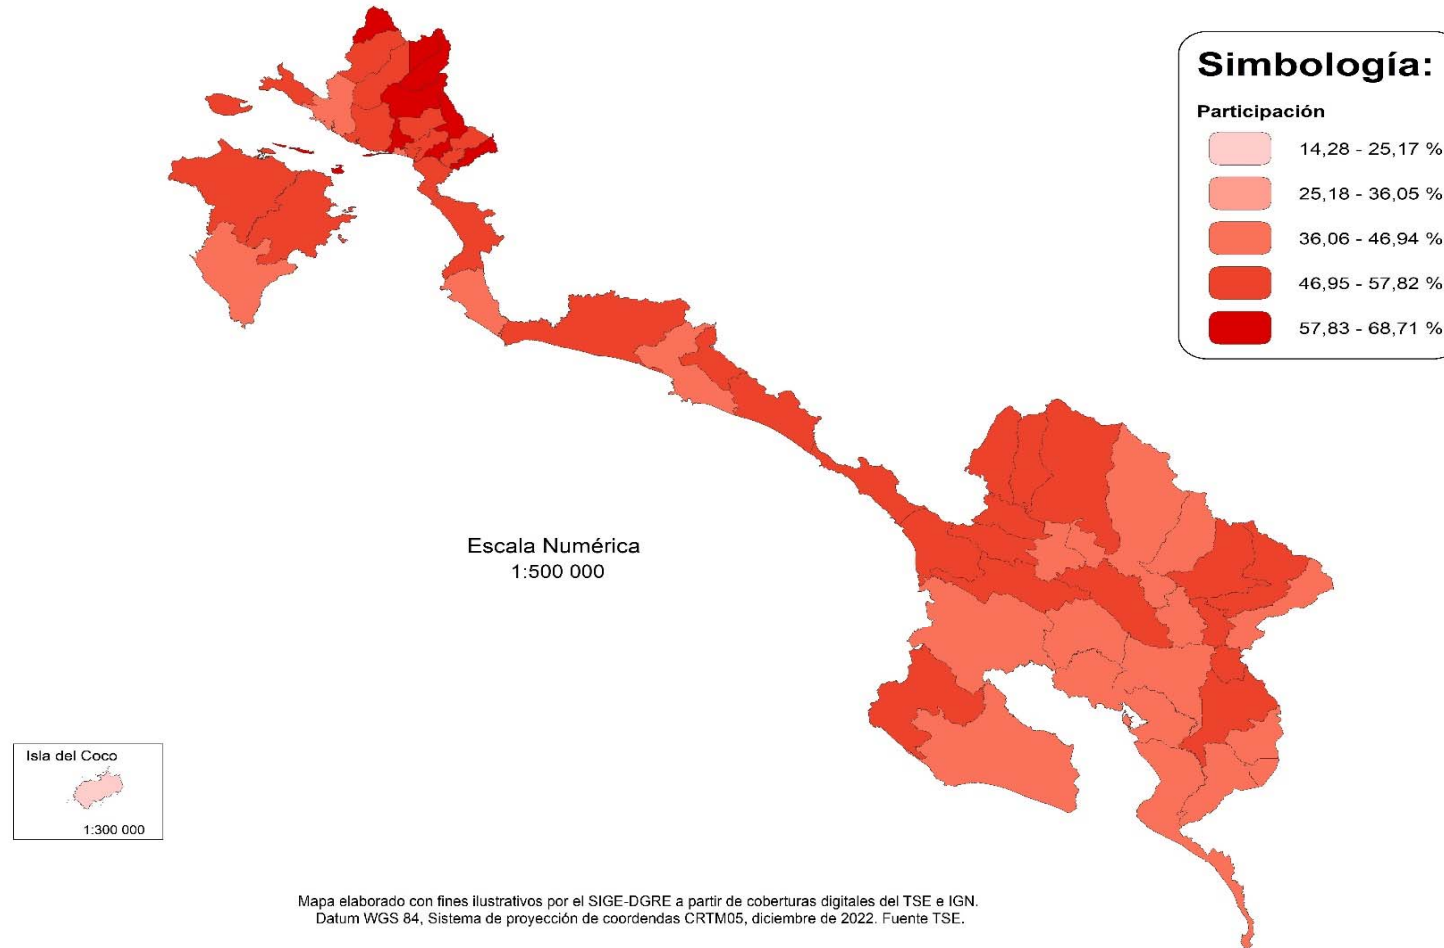 Simbología:
Participación
14,28 - 25,17 %
25,18 - 36,05 %
36,06 - 46,94 %
46,95 - 57,82 %
57,83 - 68,71 %
Escala Numérica
1:500 000
Isla del Coco
1:300 000
Mapa elaborado con fines ilustrativos por el SIGE-DGRE a partir de coberturas digitales del TSE e IGN.
Datum WGS 84, Sistema de proyección de coordendas CRTM05, diciembre de 2022. Fuente TSE.